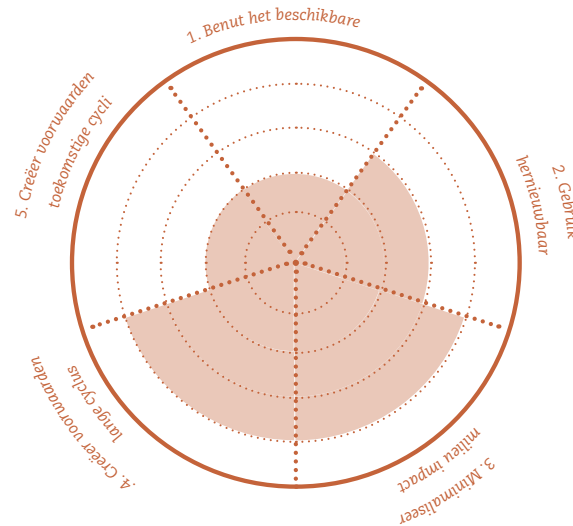 1. Benut het beschikbare
2. Gebruik
hernieuwbaar
3. Minimaliseer
milieu impact
4. Creëer voorwaarden
lange cyclus
5. Creëer voorwaarden
toekomstige cycli